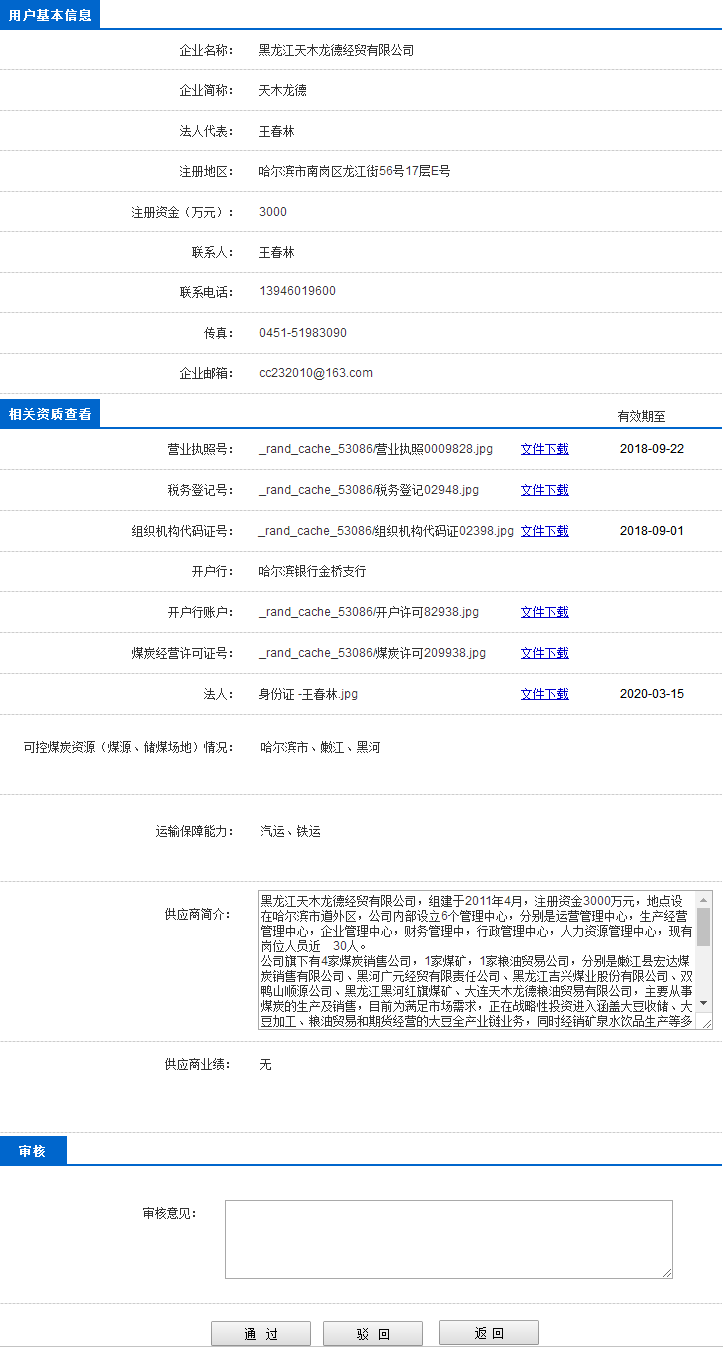 用户基本信息
企业名称： 黑龙江天木龙德经贸有限公司
企业简称： 天木龙德
法人代表： 王春林
注册地区： 哈尔滨市南岗区龙江街56号17层E号
注册资金（万元）： 3000
联系人： 王春林
联系电话： 13946019600
传真： 0451-51983090
企业邮箱： cc232010@163.com
相关资质查看 有效期至
营业执照号： _rand_cache_53086/营业执照0009828.jpg 文件下载 2018-09-22
税务登记号： _rand_cache_53086/税务登记02948.jpg 文件下载
组织机构代码证号： _rand_cache_53086/组织机构代码证02398.jpg 文件下载 2018-09-01
开户行： 哈尔滨银行金桥支行
开户行账户： _rand_cache_53086/开户许可82938.jpg 文件下载
煤炭经营许可证号： _rand_cache_53086/煤炭许可209938.jpg 文件下载
法人： 身份证 -王春林.jpg 文件下载 2020-03-15
可控煤炭资源（煤源、储煤场地）情况： 哈尔滨市、嫩江、黑河
运输保障能力： 汽运、铁运
供应商简介： 黑龙江天木龙德经贸有限公司，组建于2011年4月，注册资金3000万元，地点设
在哈尔滨市道外区，公司内部设立6个管理中心，分别是运营管理中心，生产经营
管理中心，企业管理中心，财务管理中，行政管理中心，人力资源管理中心，现有
岗位人员近　30人。
公司旗下有4家煤炭销售公司，1家煤矿，1家粮油贸易公司，分别是嫩江县宏达煤
炭销售有限公司、黑河广元经贸有限责任公司、黑龙江吉兴煤业股份有限公司、双
鸭山顺源公司、黑龙江黑河红旗煤矿、大连天木龙德粮油贸易有限公司，主要从事
煤炭的生产及销售，目前为满足市场需求，正在战略性投资进入涵盖大豆收储、大
豆加工、粮油贸易和期货经营的大豆全产业链业务，同时经销矿泉水饮品生产等多
供应商业绩： 无
审核
审核意见：
通 过 驳 回 返 回